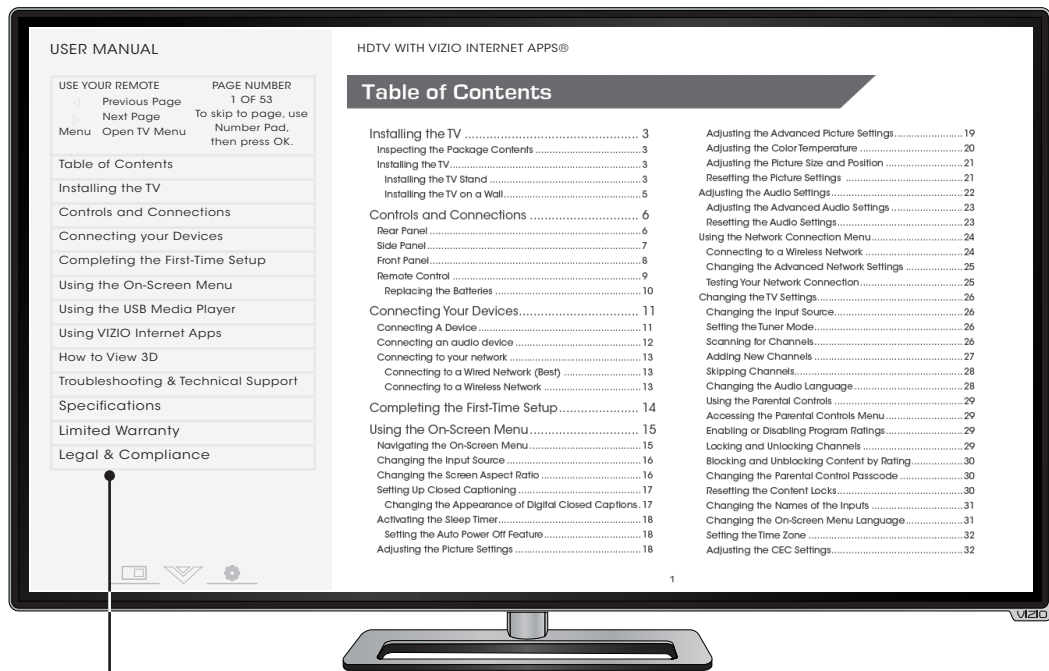 USER MANUAL
USE YOUR REMOTE
Previous Page
Next Page
Menu Open TV Menu
PAGE NUMBER
1 OF 53
To skip to page, use
Number Pad,
then press OK.
Table of Contents
Installing the TV
Controls and Connections
Connecting your Devices
Completing the First-Time Setup
Using the On-Screen Menu
Using the USB Media Player
Using VIZIO Internet Apps
How to View 3D
Troubleshooting & Technical Support
Specifications
Limited Warranty
Legal & Compliance
HDTV WITH VIZIO INTERNET APPS®
Table of Contents
Installing the TV ........ 3
Inspecting the Package Contents ........ 3
Installing the TV ........ 3
Installing the TV Stand ........ 3
Installing the TV on a Wall ........ 5
Controls and Connections ........ 6
Rear Panel ........ 6
Side Panel ........ 7
Front Panel ........ 8
Remote Control ........ 9
Replacing the Batteries ........ 10
Connecting Your Devices ........ 11
Connecting A Device ........ 11
Connecting an audio device ........ 12
Connecting to your network ........ 13
Connecting to a Wired Network (Best) ........ 13
Connecting to a Wireless Network ........ 13
Completing the First-Time Setup ........ 14
Using the On-Screen Menu ........ 15
Navigating the On-Screen Menu ........ 15
Changing the Input Source ........ 16
Changing the Screen Aspect Ratio ........ 16
Setting Up Closed Captioning ........ 17
Changing the Appearance of Digital Closed Captions. 17
Activating the Sleep Timer ........ 18
Setting the Auto Power Off Feature ........ 18
Adjusting the Picture Settings ........ 18
Adjusting the Advanced Picture Settings ........ 19
Adjusting the Color Temperature ........ 20
Adjusting the Picture Size and Position ........ 21
Resetting the Picture Settings ........ 21
Adjusting the Audio Settings ........ 22
Adjusting the Advanced Audio Settings ........ 23
Resetting the Audio Settings ........ 23
Using the Network Connection Menu ........ 24
Connecting to a Wireless Network ........ 24
Changing the Advanced Network Settings ........ 25
Testing Your Network Connection ........ 25
Changing the TV Settings ........ 26
Changing the Input Source ........ 26
Setting the Tuner Mode ........ 26
Scanning for Channels ........ 26
Adding New Channels ........ 27
Skipping Channels ........ 28
Changing the Audio Language ........ 28
Using the Parental Controls ........ 29
Accessing the Parental Controls Menu ........ 29
Enabling or Disabling Program Ratings ........ 29
Locking and Unlocking Channels ........ 29
Blocking and Unblocking Content by Rating ........ 30
Changing the Parental Control Passcode ........ 30
Resetting the Content Locks ........ 30
Changing the Names of the Inputs ........ 31
Changing the On-Screen Menu Language ........ 31
Setting the Time Zone ........ 32
Adjusting the CEC Settings ........ 32
1
VIZIO